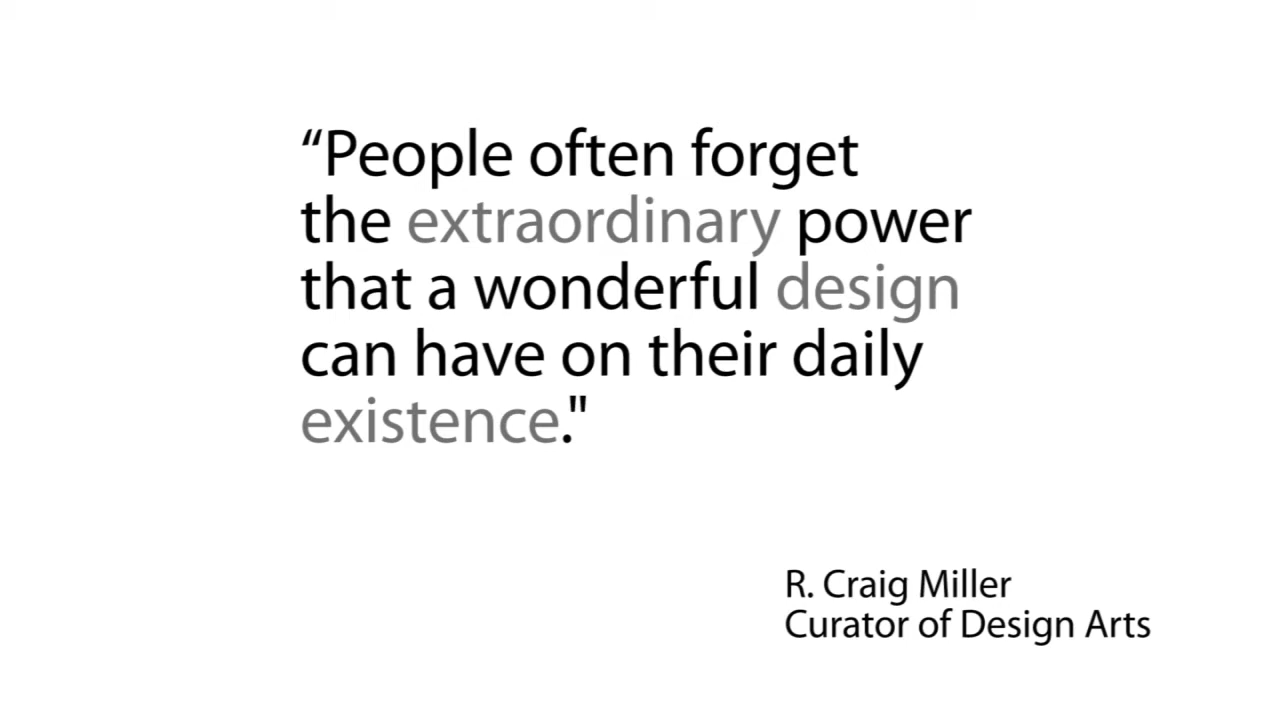 “People often forget
the extraordinary power
that a wonderful design
can have on their daily
existence."
R. Craig Miller
Curator of Design Arts